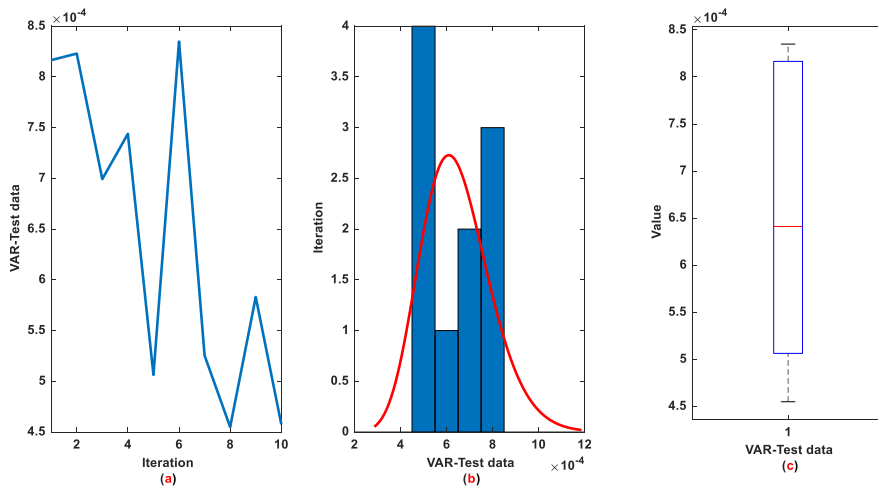 ×10^-4
8.5
8
7.5
7
6.5
6
5.5
5
4.5
VAR-Test data
2 4 6 8 10
Iteration
(a)
4
3.5
3
2.5
2
1.5
1
0.5
0
Iteration
2 4 6 8 10 12
VAR-Test data
×10^-4
(b)
×10^-4
8.5
8
7.5
7
6.5
6
5.5
5
4.5
Value
1
VAR-Test data
(c)